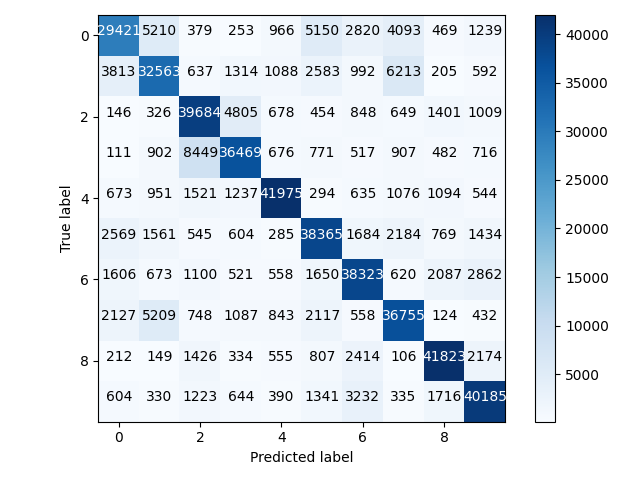 0 29421 5210 379 253 966 5150 2820 4093 469 1239
3813 32563 637 1314 1088 2583 992 6213 205 592
2 146 326 39684 4805 678 454 848 649 1401 1009
111 902 8449 36469 676 771 517 907 482 716
4 673 951 1521 1237 41975 294 635 1076 1094 544
2569 1561 545 604 285 38365 1684 2184 769 1434
6 1606 673 1100 521 558 1650 38323 620 2087 2862
2127 5209 748 1087 843 2117 558 36755 124 432
8 212 149 1426 334 555 807 2414 106 41823 2174
604 330 1223 644 390 1341 3232 335 1716 40185
0 2 4 6 8
Predicted label
True label
40000
35000
30000
25000
20000
15000
10000
5000